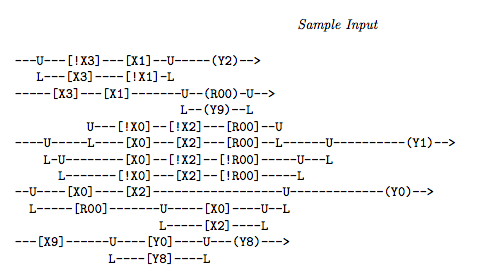 Sample Input
---U---[!X3]---[X1]--U-----(Y2)-->
   L---[X3]----[!X1]-L
-----[X3]---[X1]-------U--(R00)-U-->
                       L--(Y9)--L
          U---[!X0]--[!X2]---[R00]--U
----U-----L----[X0]---[X2]---[R00]--L------U----------(Y1)-->
    L-U--------[X0]--[!X2]--[!R00]-----U---L
      L-------[!X0]---[X2]--[!R00]-----L
--U----[X0]----[X2]-----------------U------------(Y0)-->
  L-----[R00]-------U-----[X0]----U--L
                    L-----[X2]----L
---[X9]------U----[Y0]----U---(Y8)--->
             L----[Y8]----L